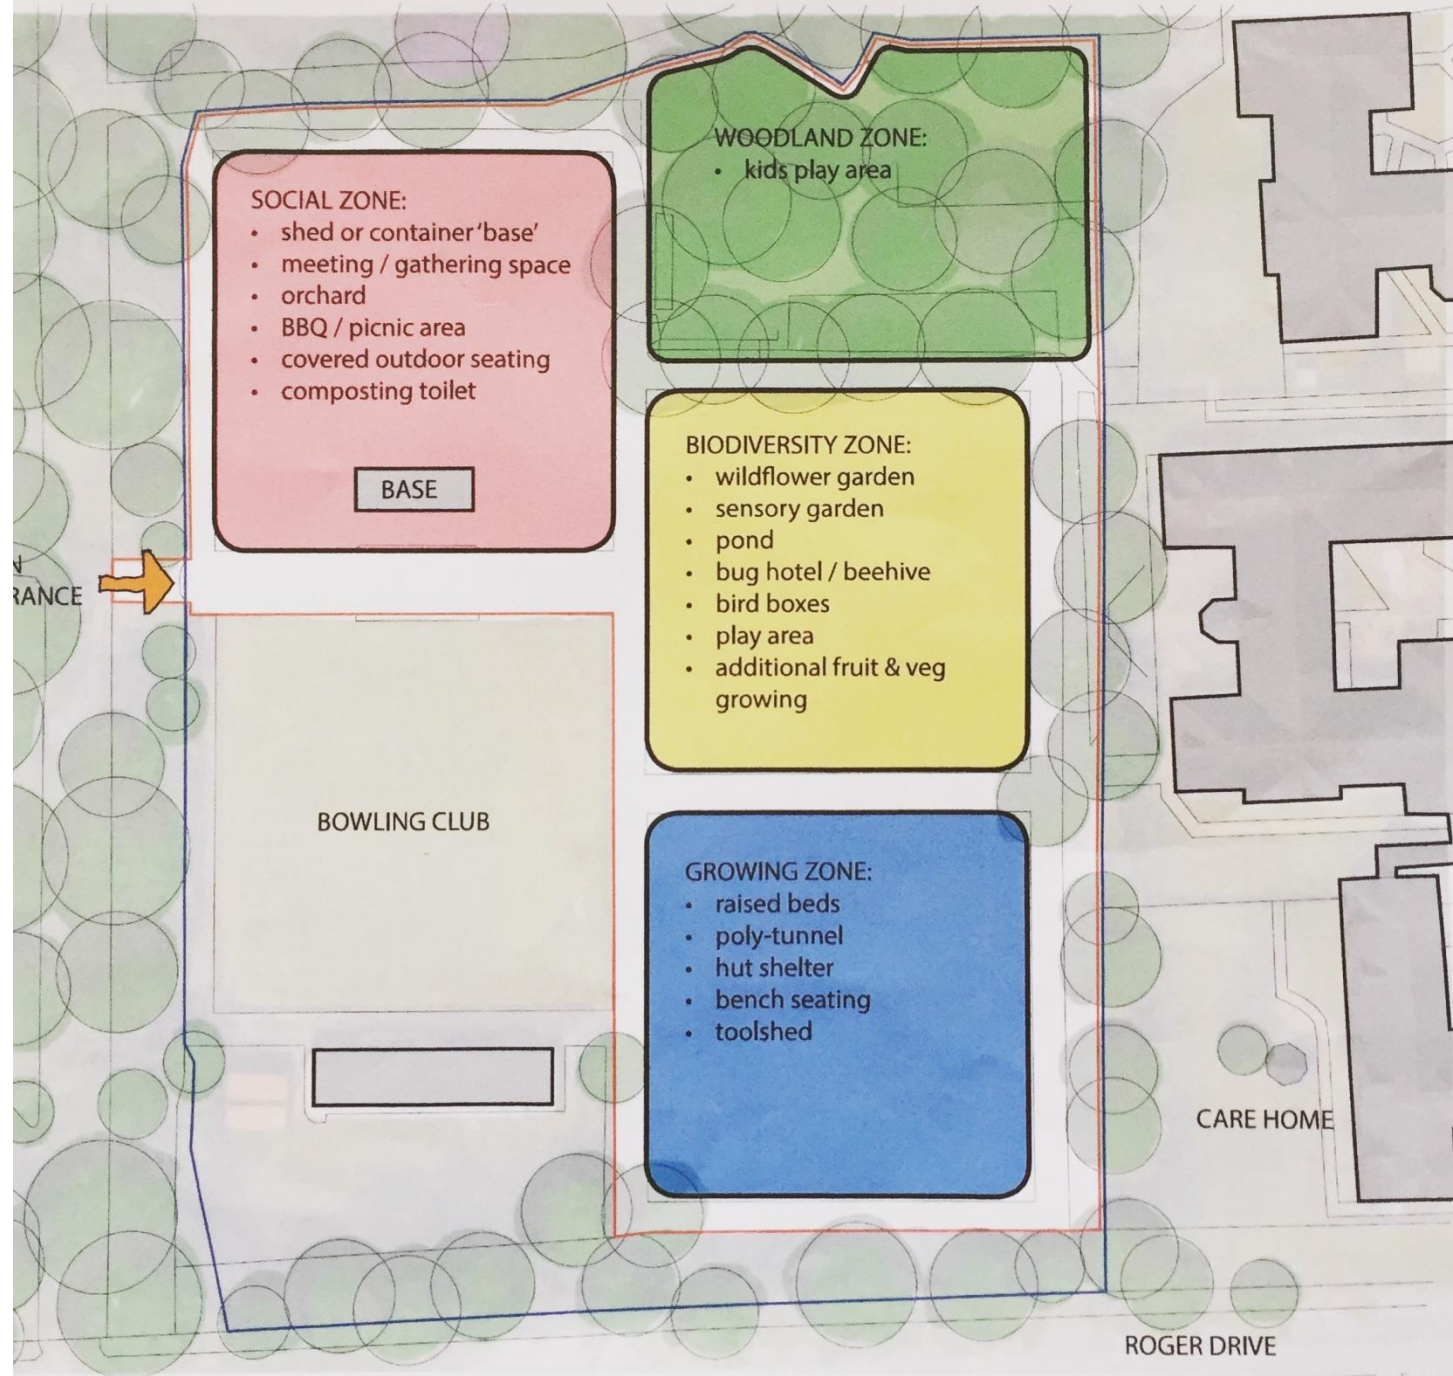 WOODLAND ZONE:
• kids play area
SOCIAL ZONE:
• shed or container 'base'
• meeting / gathering space
• orchard
• BBQ / picnic area
• covered outdoor seating
• composting toilet
BASE
BIODIVERSITY ZONE:
• wildflower garden
• sensory garden
• pond
• bug hotel / beehive
• bird boxes
• play area
• additional fruit & veg
growing
N
RANCE
BOWLING CLUB
GROWING ZONE:
• raised beds
• poly-tunnel
• hut shelter
• bench seating
• toolshed
CARE HOME
ROGER DRIVE